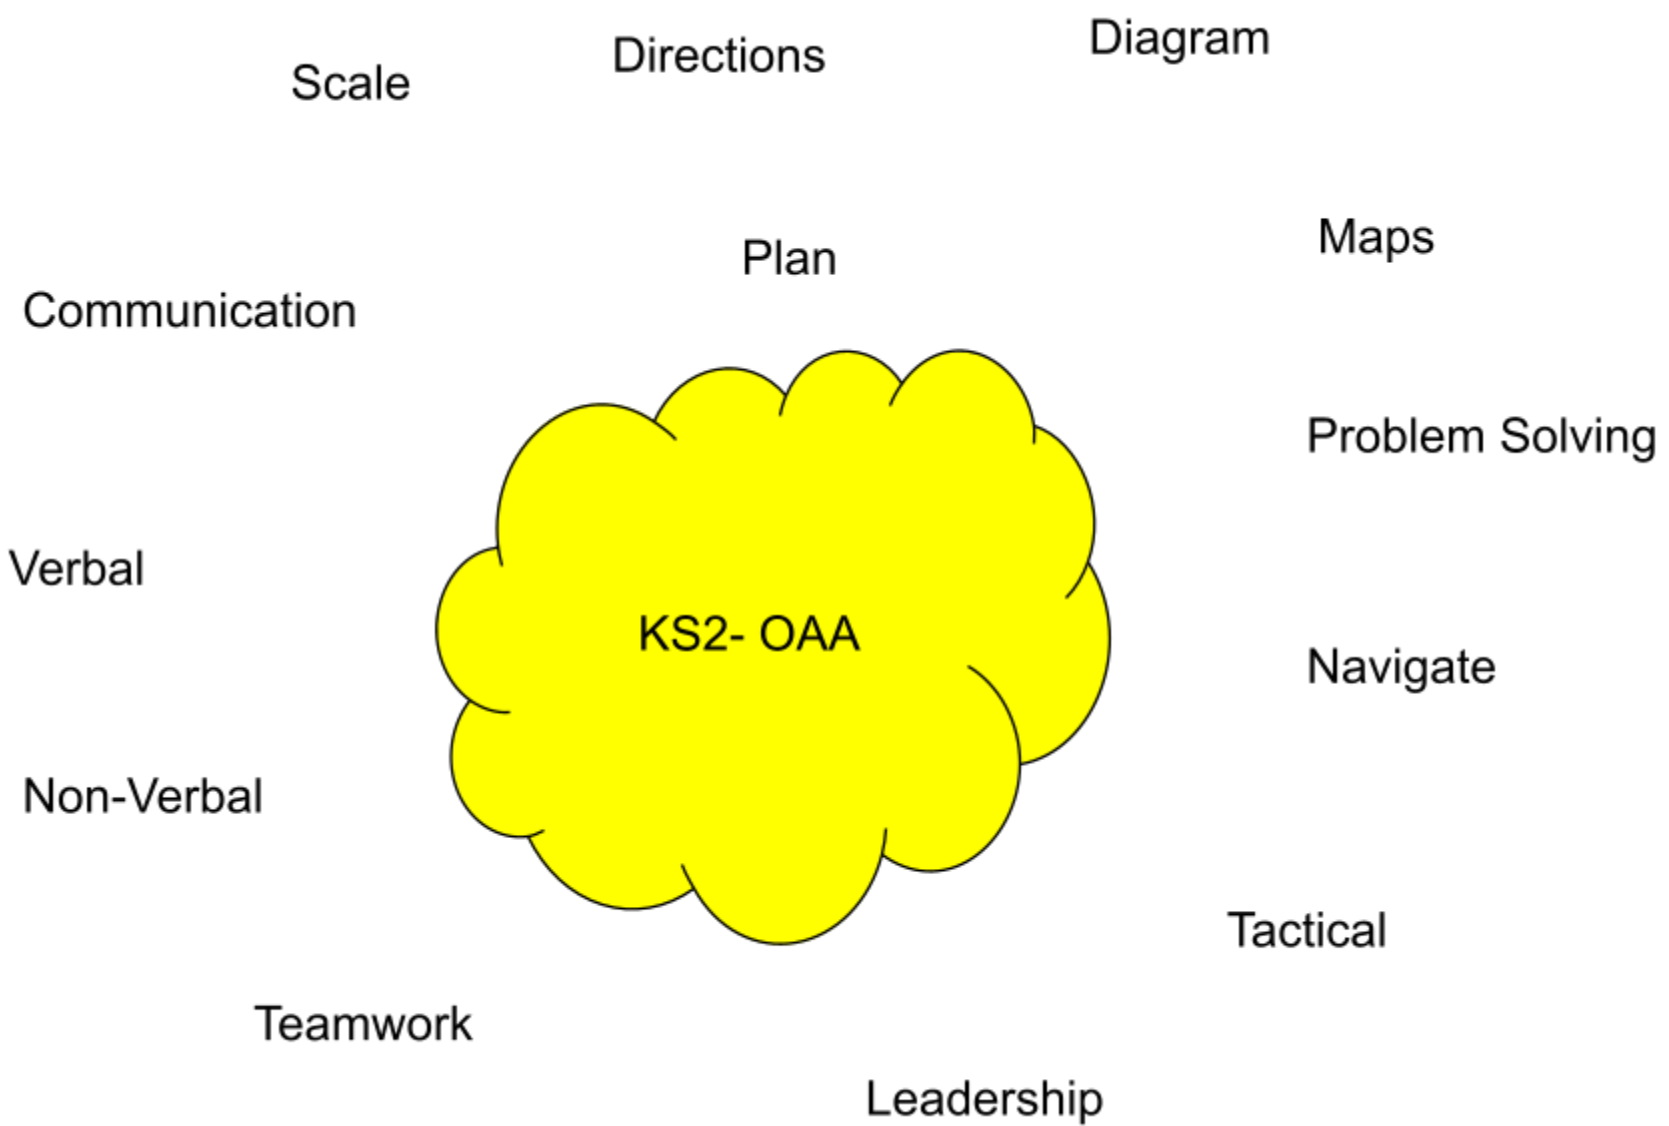 Diagram
Directions
Scale
Maps
Plan
Communication
Problem Solving
Verbal
KS2- OAA
Navigate
Non-Verbal
Tactical
Teamwork
Leadership